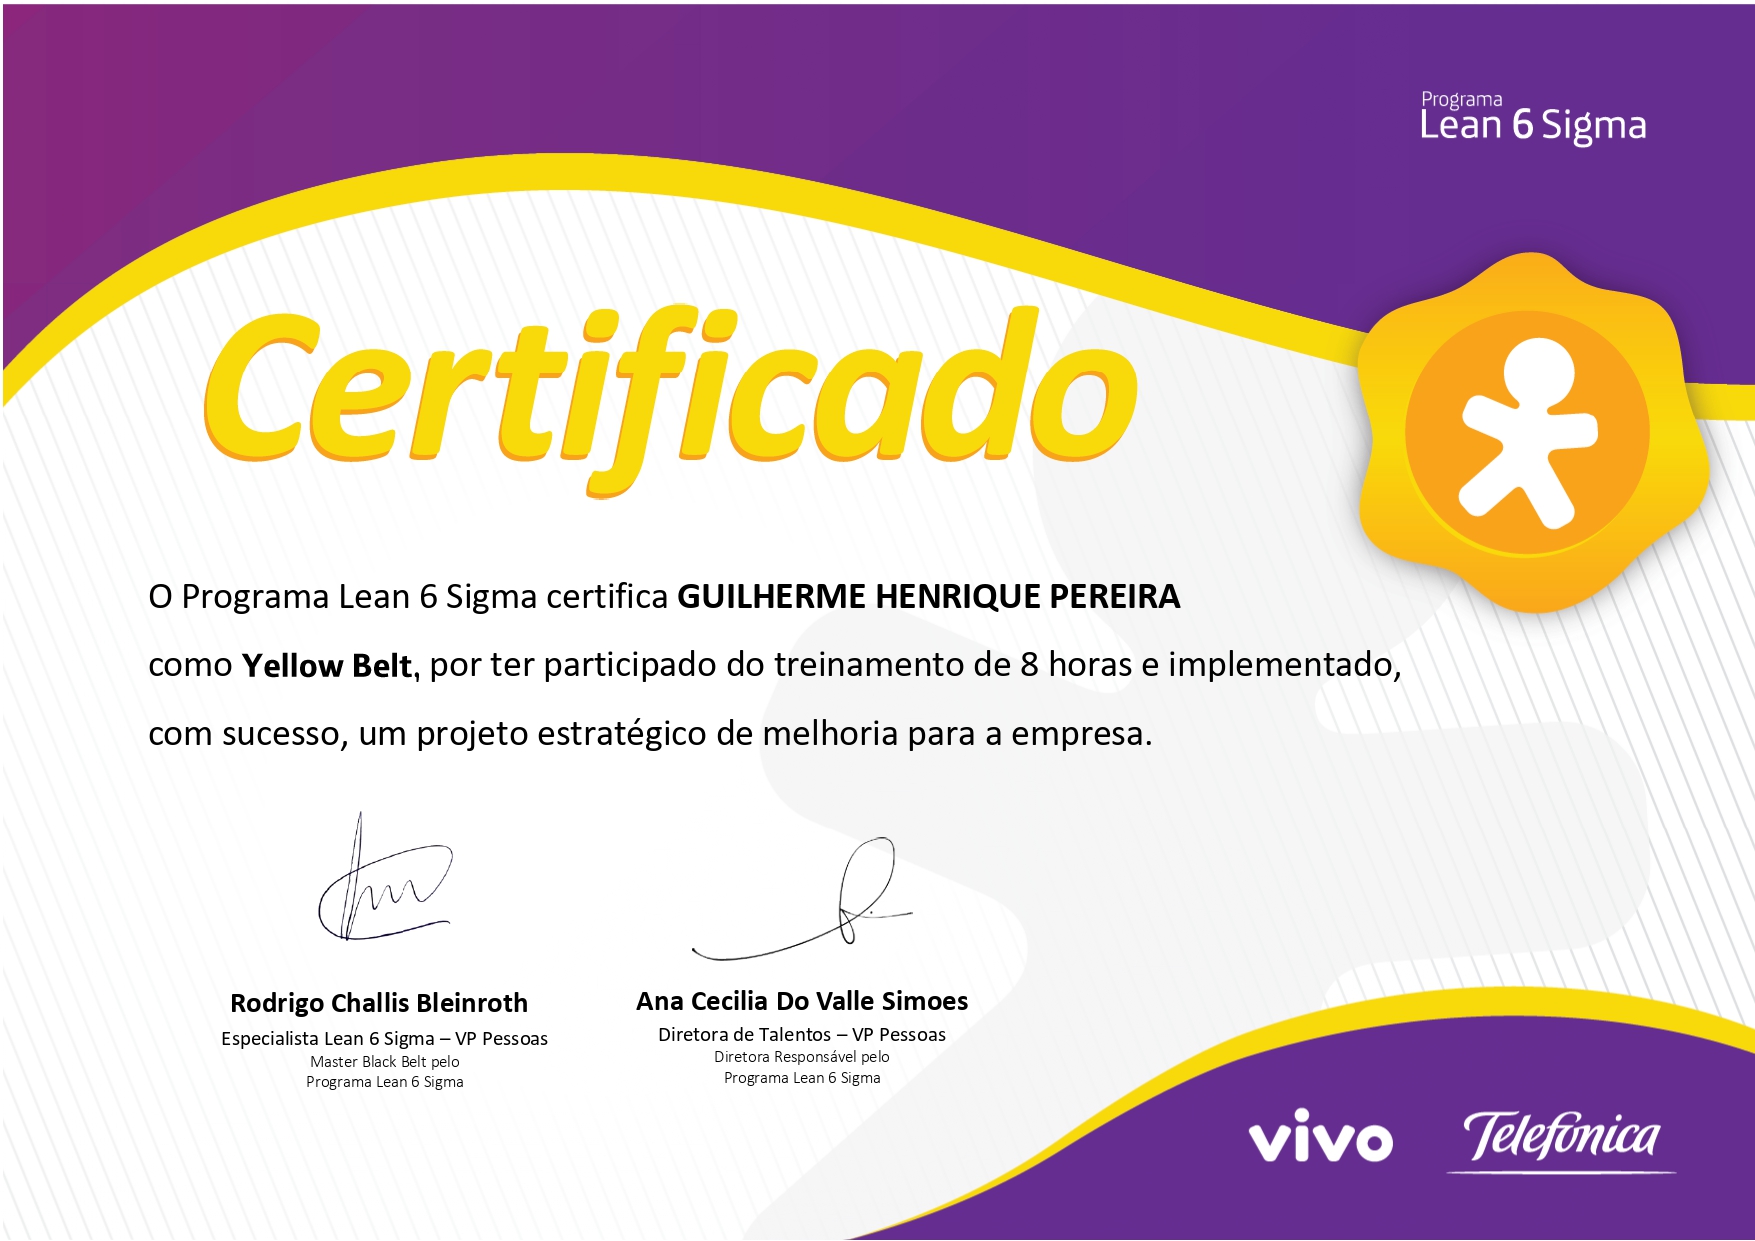 Programa
Lean 6 Sigma
Certificado
O Programa Lean 6 Sigma certifica GUILHERME HENRIQUE PEREIRA
como Yellow Belt, por ter participado do treinamento de 8 horas e implementado,
com sucesso, um projeto estratégico de melhoria para a empresa.
Rodrigo Challis Bleinroth
Especialista Lean 6 Sigma – VP Pessoas
Master Black Belt pelo
Programa Lean 6 Sigma
Ana Cecilia Do Valle Simoes
Diretora de Talentos – VP Pessoas
Diretora Responsável pelo
Programa Lean 6 Sigma
vivo
Telefónica